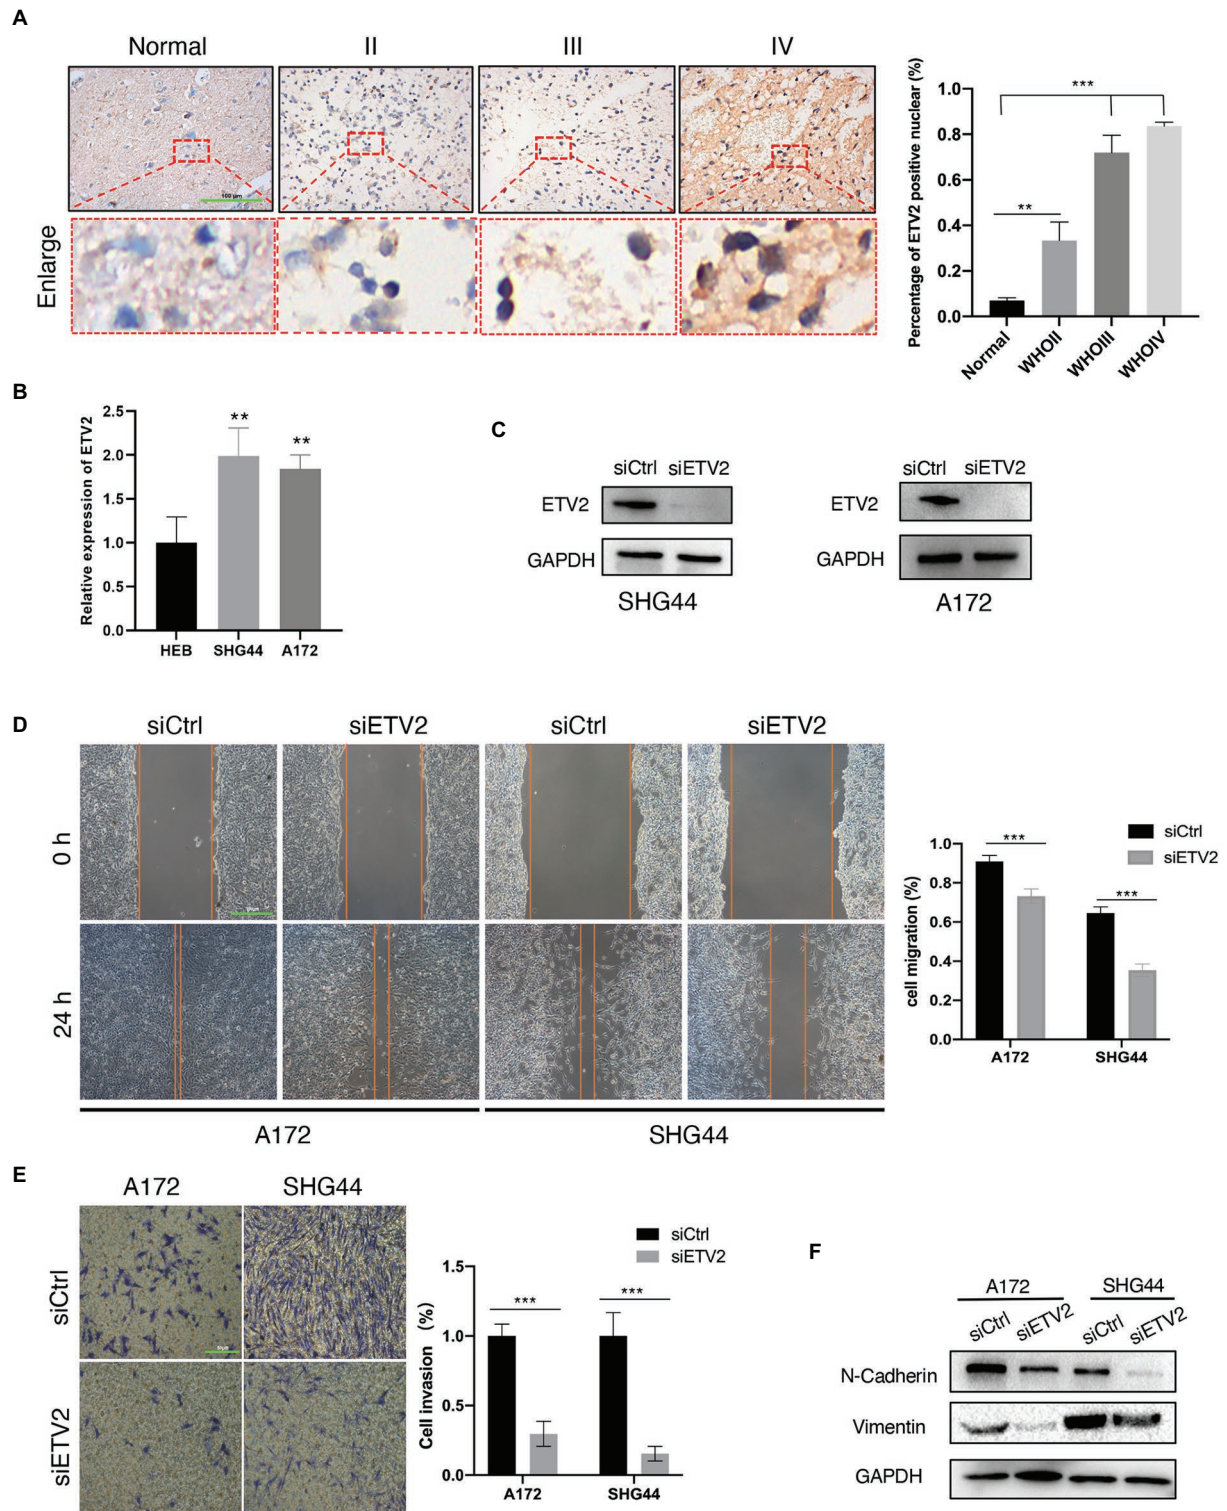 A
Normal II III IV
100 μm
Enlarge
Percentage of ETV2 positive nuclear (%)
1.0
0.8
0.6
0.4
0.2
0.0
***
**
Normal WHOII WHOIII WHOIV
B
Relative expression of ETV2
2.5
2.0
1.5
1.0
0.5
0.0
** **
HEB SHG44 A172
C
siCtrl siETV2 siCtrl siETV2
ETV2 ETV2
GAPDH GAPDH
SHG44 A172
D
siCtrl siETV2 siCtrl siETV2
0 h
24 h
A172 SHG44
siCtrl
siETV2
cell migration (%)
1.0
0.8
0.6
0.4
0.2
0.0
*** ***
A172 SHG44
E
A172 SHG44
siCtrl
siETV2
siCtrl
siETV2
Cell invasion (%)
1.5
1.0
0.5
0.0
*** ***
A172 SHG44
F
A172 SHG44
siCtrl siETV2 siCtrl siETV2
N-Cadherin
Vimentin
GAPDH